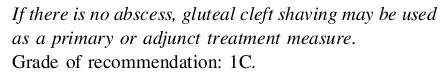 If there is no abscess, gluteal cleft shaving may be used
as a primary or adjunct treatment measure.
Grade of recommendation: 1C.